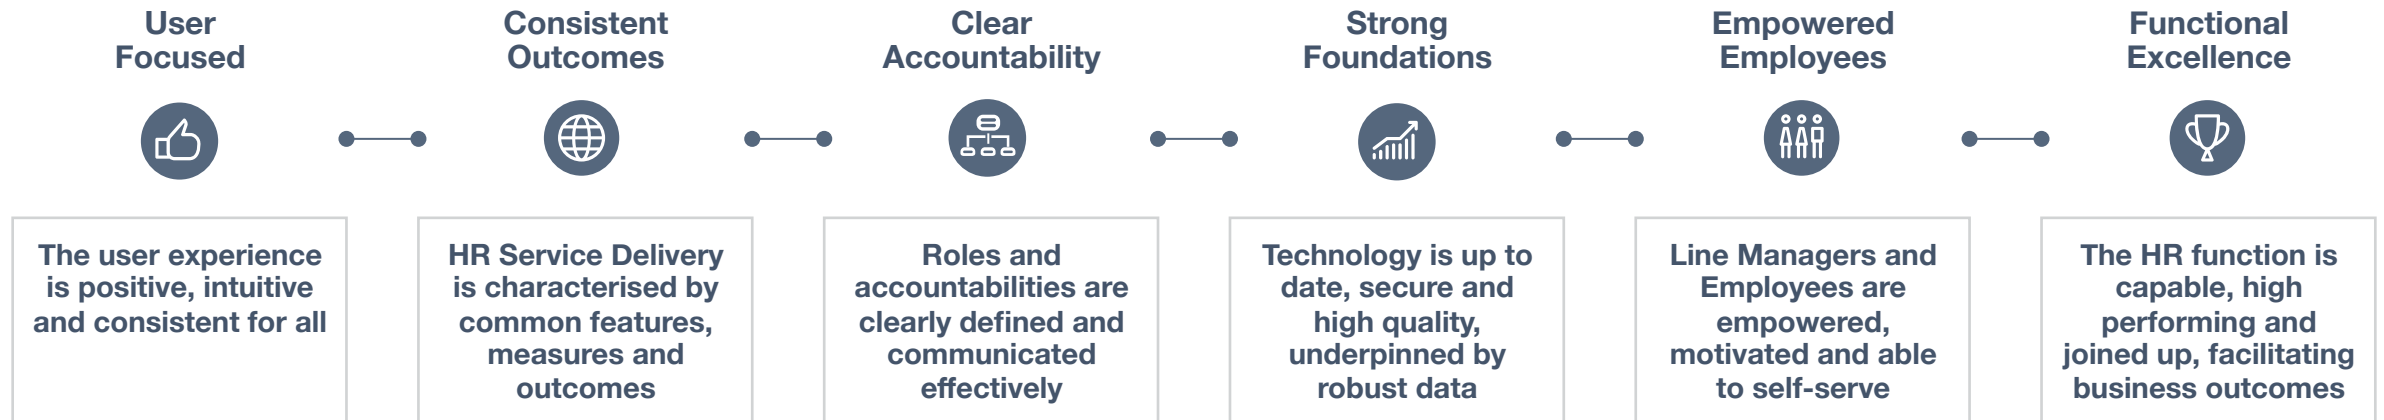 User
Focused
Consistent
Outcomes
Clear
Accountability
Strong
Foundations
Empowered
Employees
Functional
Excellence
The user experience
is positive, intuitive
and consistent for all
HR Service Delivery
is characterised by
common features,
measures and
outcomes
Roles and
accountabilities are
clearly defined and
communicated
effectively
Technology is up to
date, secure and
high quality,
underpinned by
robust data
Line Managers and
Employees are
empowered,
motivated and able
to self-serve
The HR function is
capable, high
performing and
joined up, facilitating
business outcomes